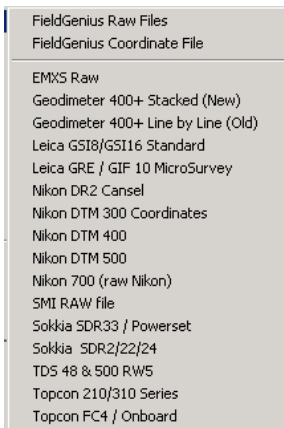 FieldGenius Raw Files
FieldGenius Coordinate File
EMXS Raw
Geodimeter 400+ Stacked (New)
Geodimeter 400+ Line by Line (Old)
Leica GSI8/GSI16 Standard
Leica GRE / GIF 10 MicroSurvey
Nikon DR2 Cansel
Nikon DTM 300 Coordinates
Nikon DTM 400
Nikon DTM 500
Nikon 700 (raw Nikon)
SMI RAW file
Sokkia SDR33 / Powerset
Sokkia  SDR2/22/24
TDS 48 & 500 RW5
Topcon 210/310 Series
Topcon FC4 / Onboard